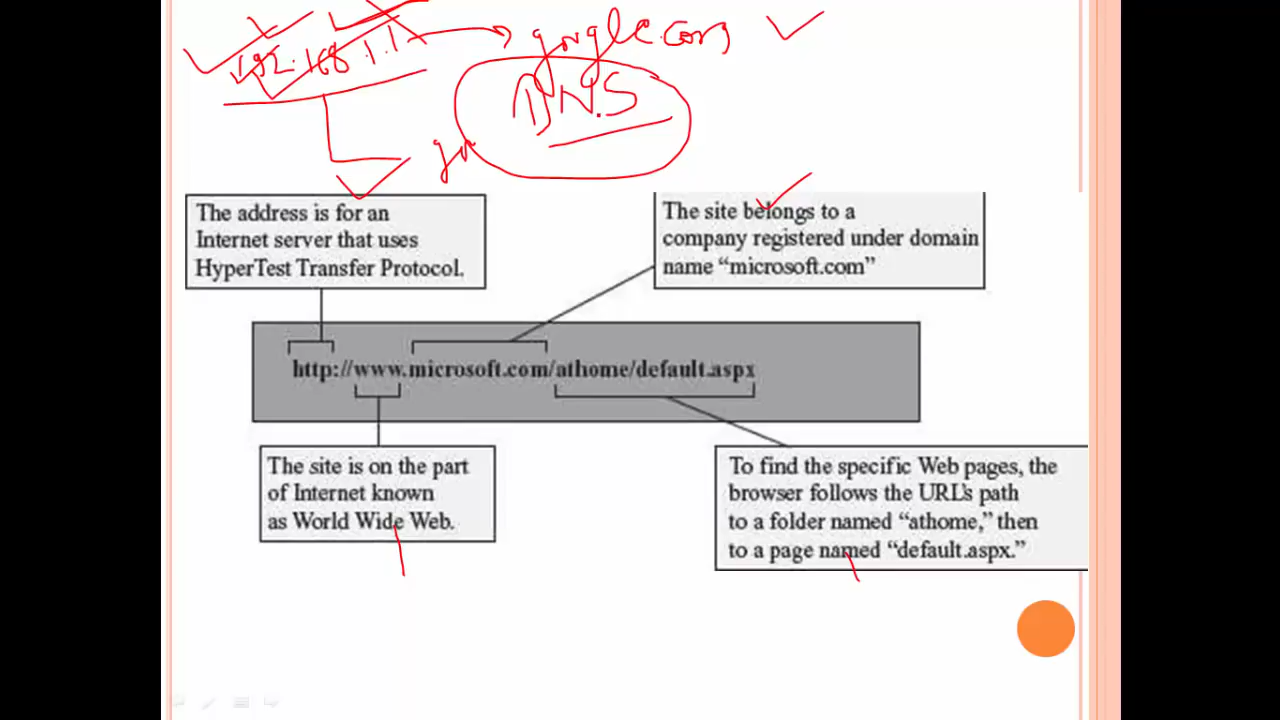 192.168.1.1 google.com
DNS
go
The address is for an
Internet server that uses
HyperTest Transfer Protocol.
The site belongs to a
company registered under domain
name “microsoft.com”
http://www.microsoft.com/athome/default.aspx
The site is on the part
of Internet known
as World Wide Web.
To find the specific Web pages, the
browser follows the URL's path
to a folder named “athome,” then
to a page named “default.aspx.”